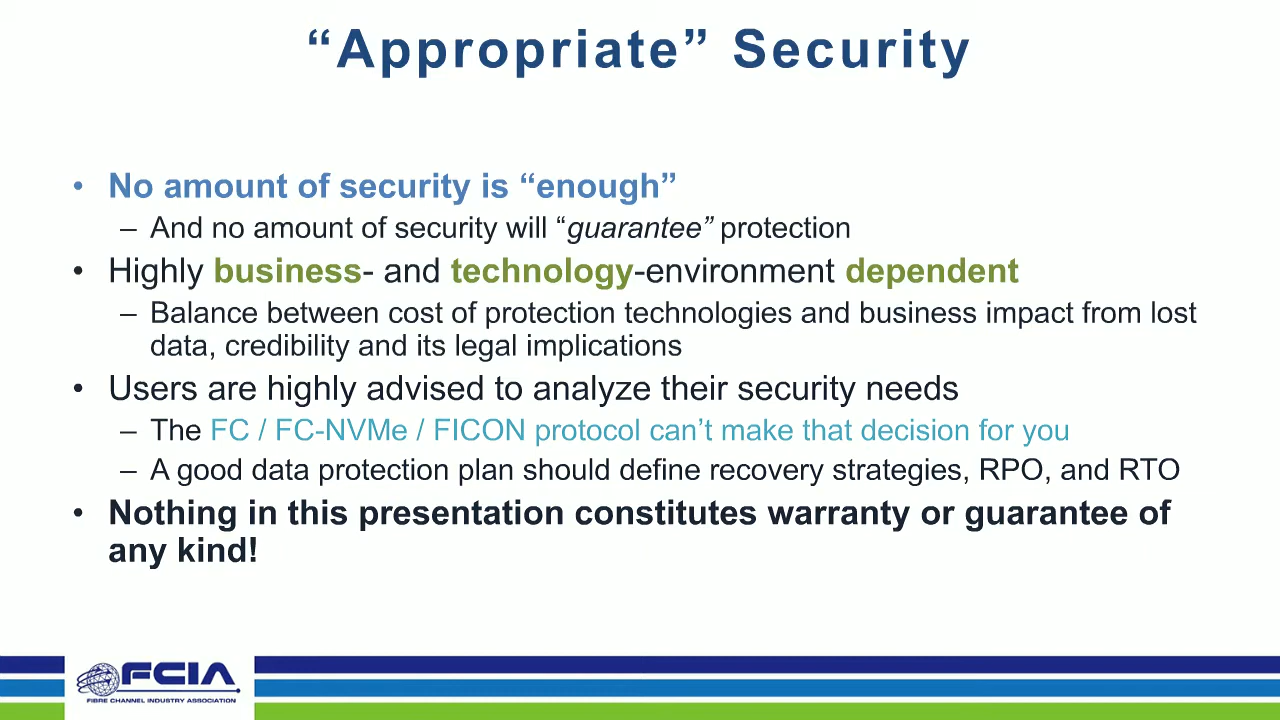 “Appropriate” Security
• No amount of security is “enough”
– And no amount of security will “guarantee” protection
• Highly business- and technology-environment dependent
– Balance between cost of protection technologies and business impact from lost
data, credibility and its legal implications
• Users are highly advised to analyze their security needs
– The FC / FC-NVMe / FICON protocol can’t make that decision for you
– A good data protection plan should define recovery strategies, RPO, and RTO
• Nothing in this presentation constitutes warranty or guarantee of
any kind!
FCIA
FIBRE CHANNEL INDUSTRY ASSOCIATION